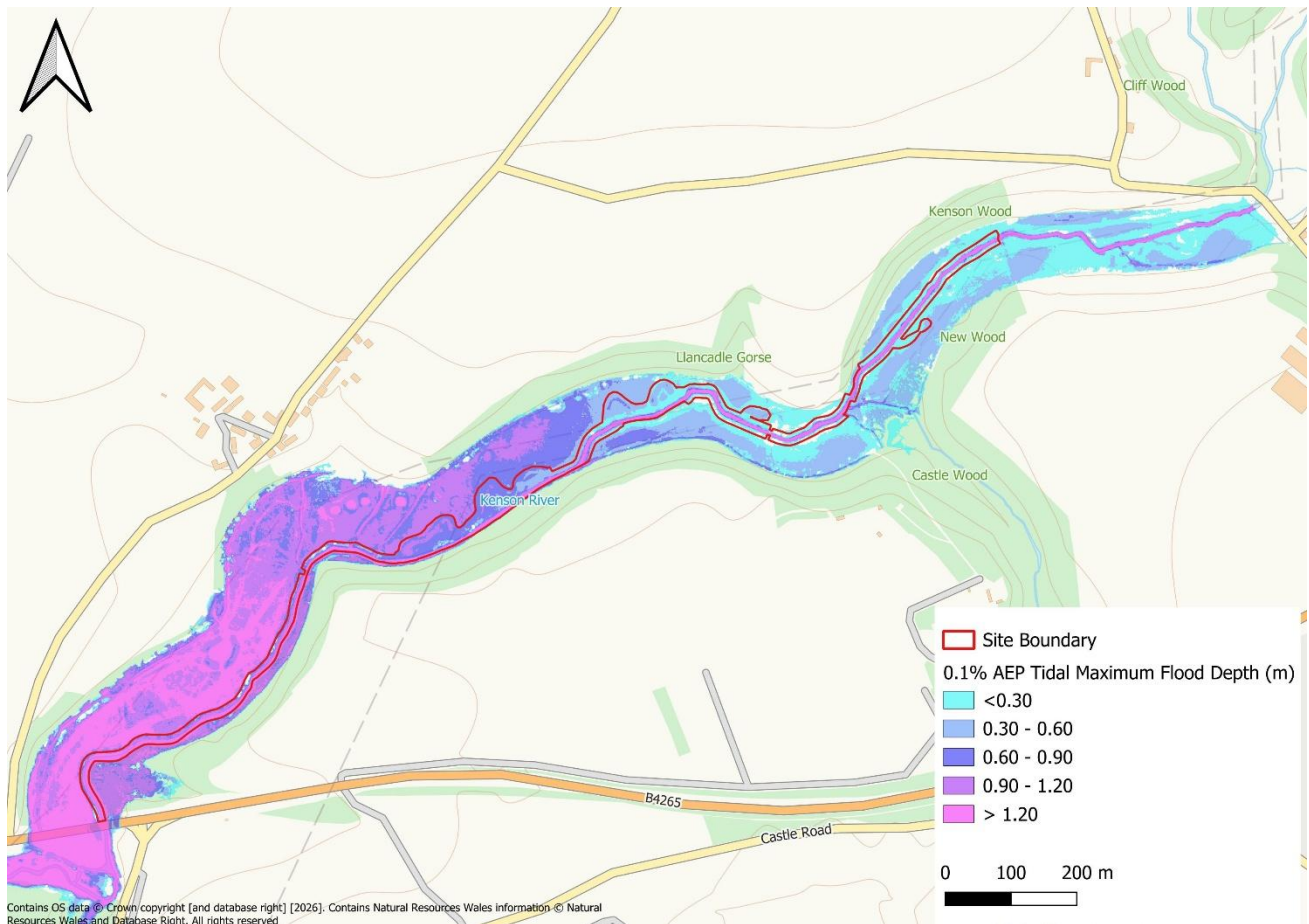 Cliff Wood
Kenson Wood
New Wood
Llancadle Gorse
Castle Wood
Kenson River
B4265
Castle Road
Site Boundary
0.1% AEP Tidal Maximum Flood Depth (m)
<0.30
0.30 - 0.60
0.60 - 0.90
0.90 - 1.20
> 1.20
0 100 200 m
Contains OS data © Crown copyright [and database right] [2026]. Contains Natural Resources Wales information © Natural
Resources Wales and Database Right. All rights reserved